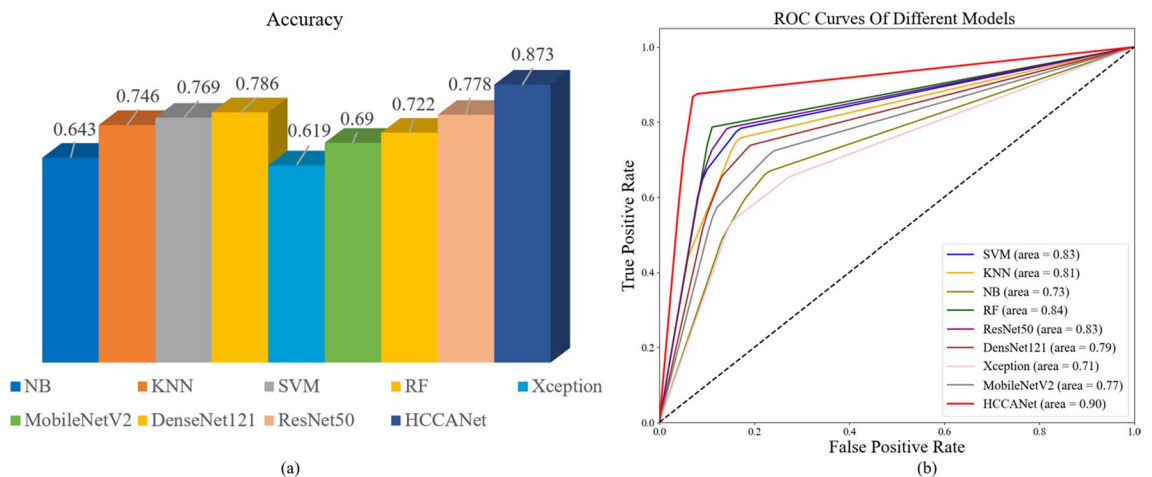 Accuracy
0.643
0.746
0.769
0.786
0.619
0.69
0.722
0.778
0.873
NB KNN SVM RF Xception
MobileNetV2 DenseNet121 ResNet50 HCCANet
(a)
ROC Curves Of Different Models
True Positive Rate
1.0
0.8
0.6
0.4
0.2
0.0
SVM (area = 0.83)
KNN (area = 0.81)
NB (area = 0.73)
RF (area = 0.84)
ResNet50 (area = 0.83)
DensNet121 (area = 0.79)
Xception (area = 0.71)
MobileNetV2 (area = 0.77)
HCCANet (area = 0.90)
0.0 0.2 0.4 0.6 0.8 1.0
False Positive Rate
(b)